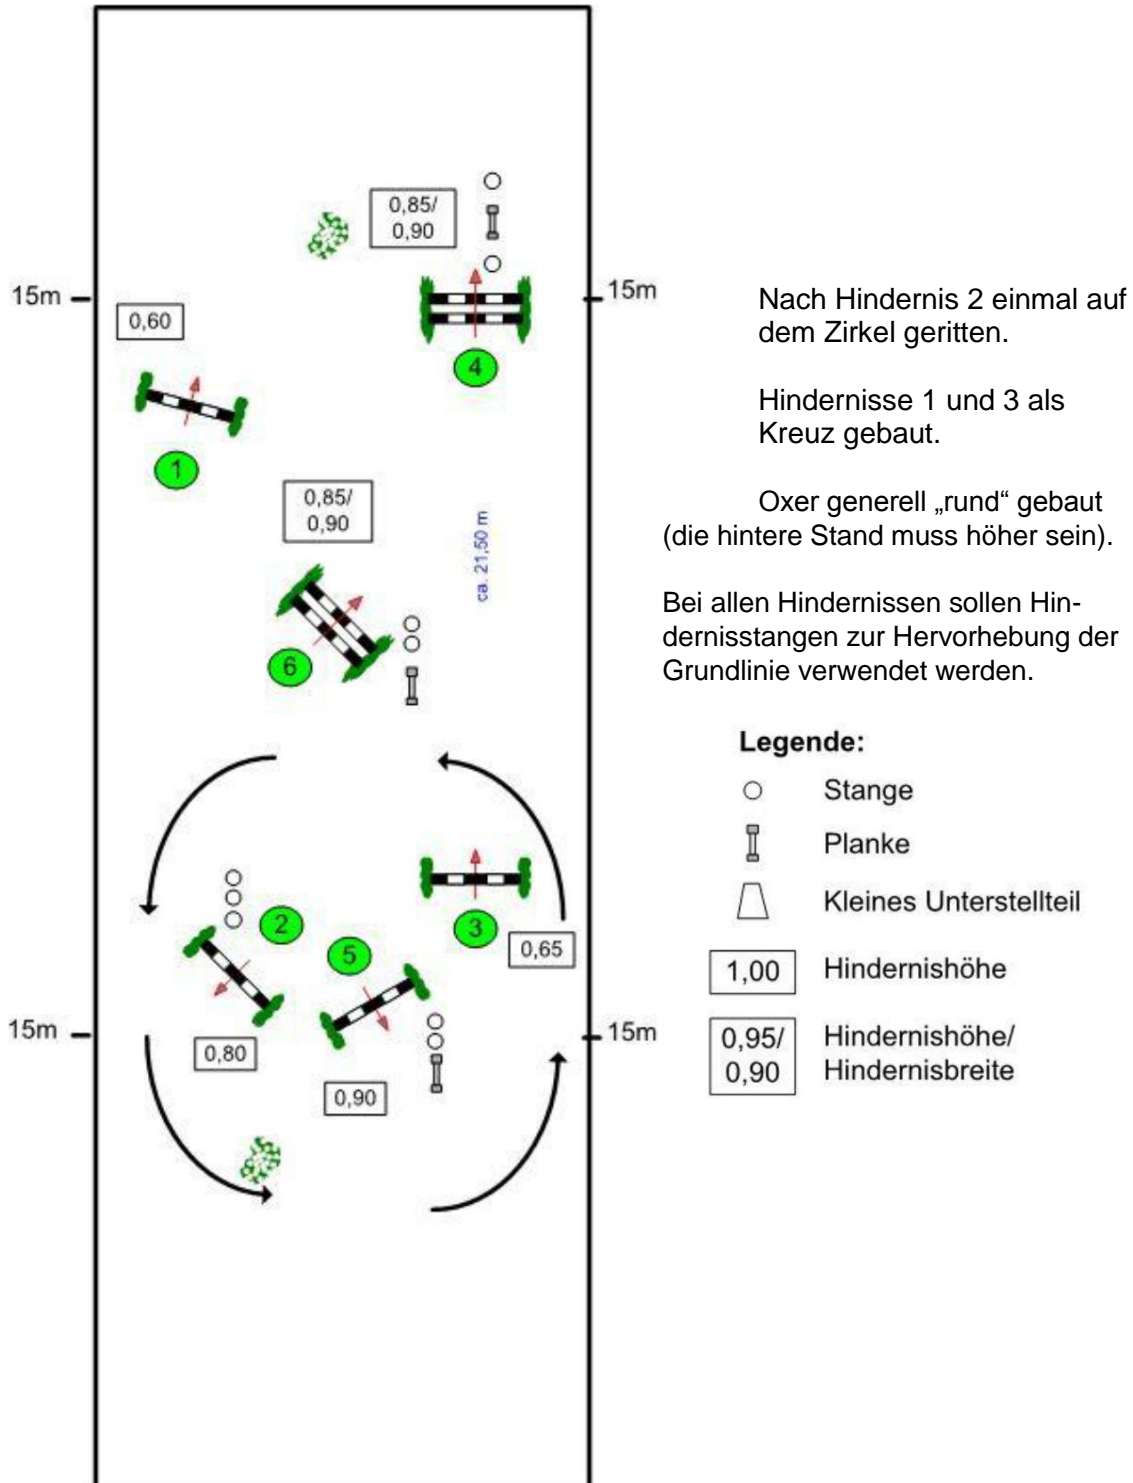 0,85/
0,90
15m
15m
0,60
4
1
0,85/
0,90
ca. 21,50 m
6
2
3
5
0,65
15m
15m
0,80
0,90
Nach Hindernis 2 einmal auf
dem Zirkel geritten.
Hindernisse 1 und 3 als
Kreuz gebaut.
Oxer generell „rund“ gebaut
(die hintere Stand muss höher sein).
Bei allen Hindernissen sollen Hin-
dernisstangen zur Hervorhebung der
Grundlinie verwendet werden.
Legende:
Stange
Planke
Kleines Unterstellteil
1,00 Hindernishöhe
0,95/ Hindernishöhe/
0,90 Hindernisbreite